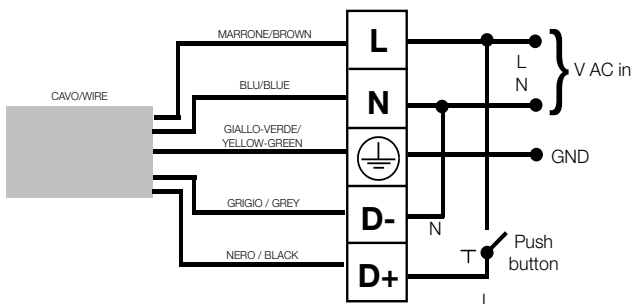 MARRONE/BROWN
L
L
N
V AC in
CAVO/WIRE
BLU/BLUE
N
GIALLO-VERDE/
YELLOW-GREEN
GND
GRIGIO / GREY
D-
N
Push
button
NERO / BLACK
D+
L